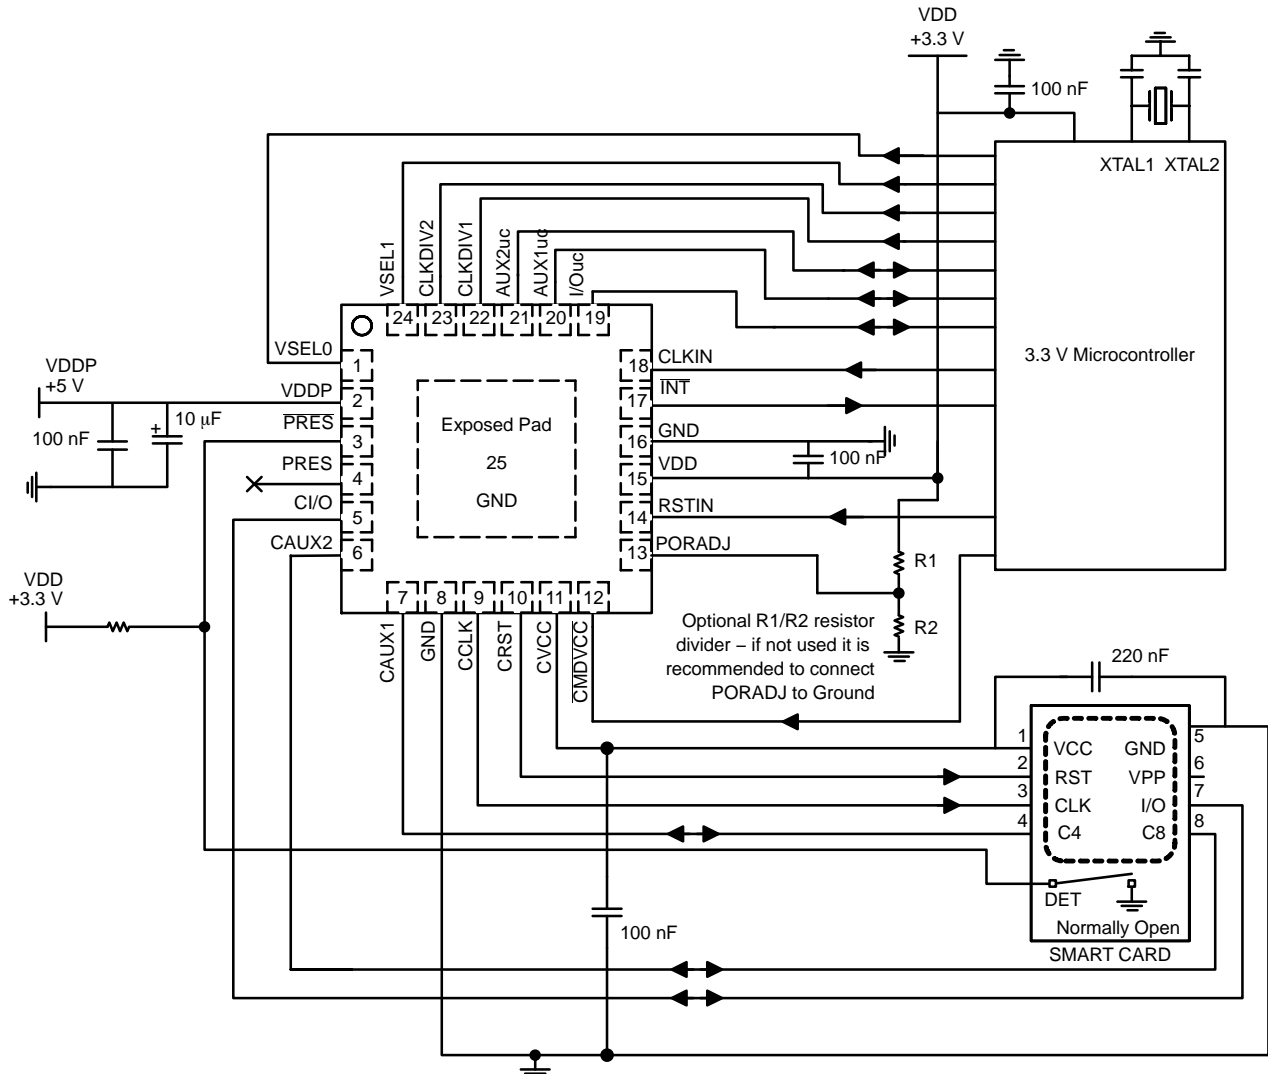 VDD
+3.3 V
100 nF
XTAL1 XTAL2
3.3 V Microcontroller
VSEL1
CLKDIV2
CLKDIV1
AUX2uc
AUX1uc
I/Ouc
24 23 22 21 20 19
VSEL0
1
VDDP
+5 V
VDDP
2
100 nF
+
10 μF
PRES
3
PRES
4
CI/O
5
CAUX2
6
Exposed Pad
25
GND
18 CLKIN
17 INT
16 GND
100 nF
15 VDD
14 RSTIN
13 PORADJ
R1
R2
VDD
+3.3 V
7 8 9 10 11 12
CAUX1
GND
CCLK
CRST
CVCC
CMDVCC
Optional R1/R2 resistor
divider – if not used it is
recommended to connect
PORADJ to Ground
220 nF
1 VCC GND 5
2 RST VPP 6
3 CLK I/O 7
4 C4 C8 8
DET
Normally Open
SMART CARD
100 nF